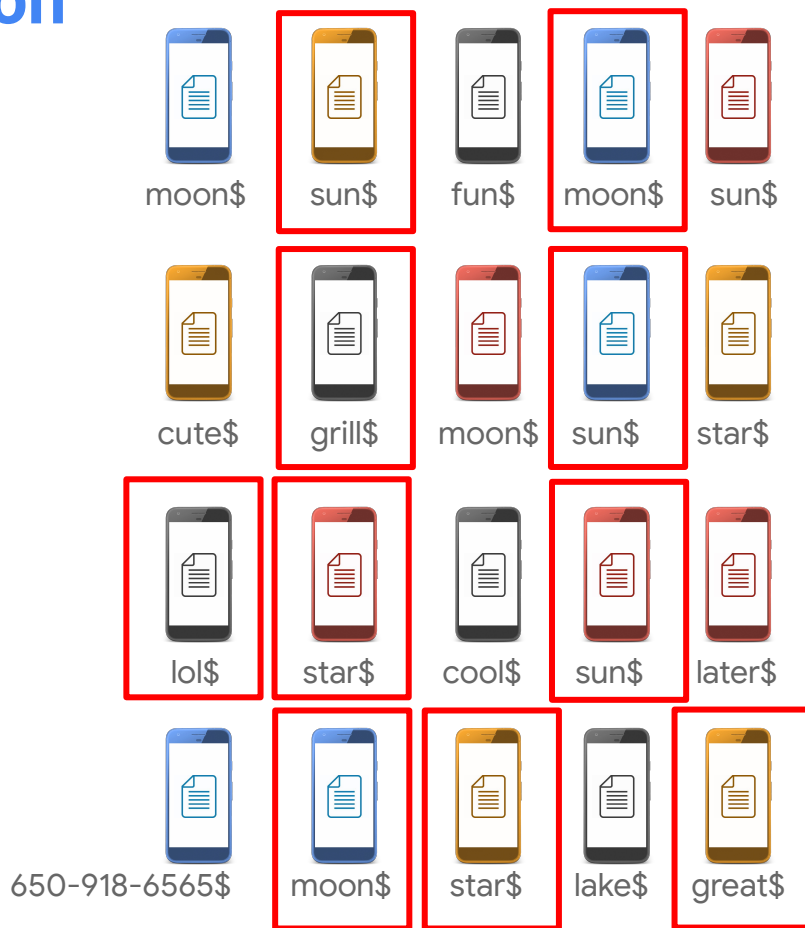 moon$ sun$ fun$ moon$ sun$
cute$ grill$ moon$ sun$ star$
lol$ star$ cool$ sun$ later$
650-918-6565$ moon$ star$ lake$ great$